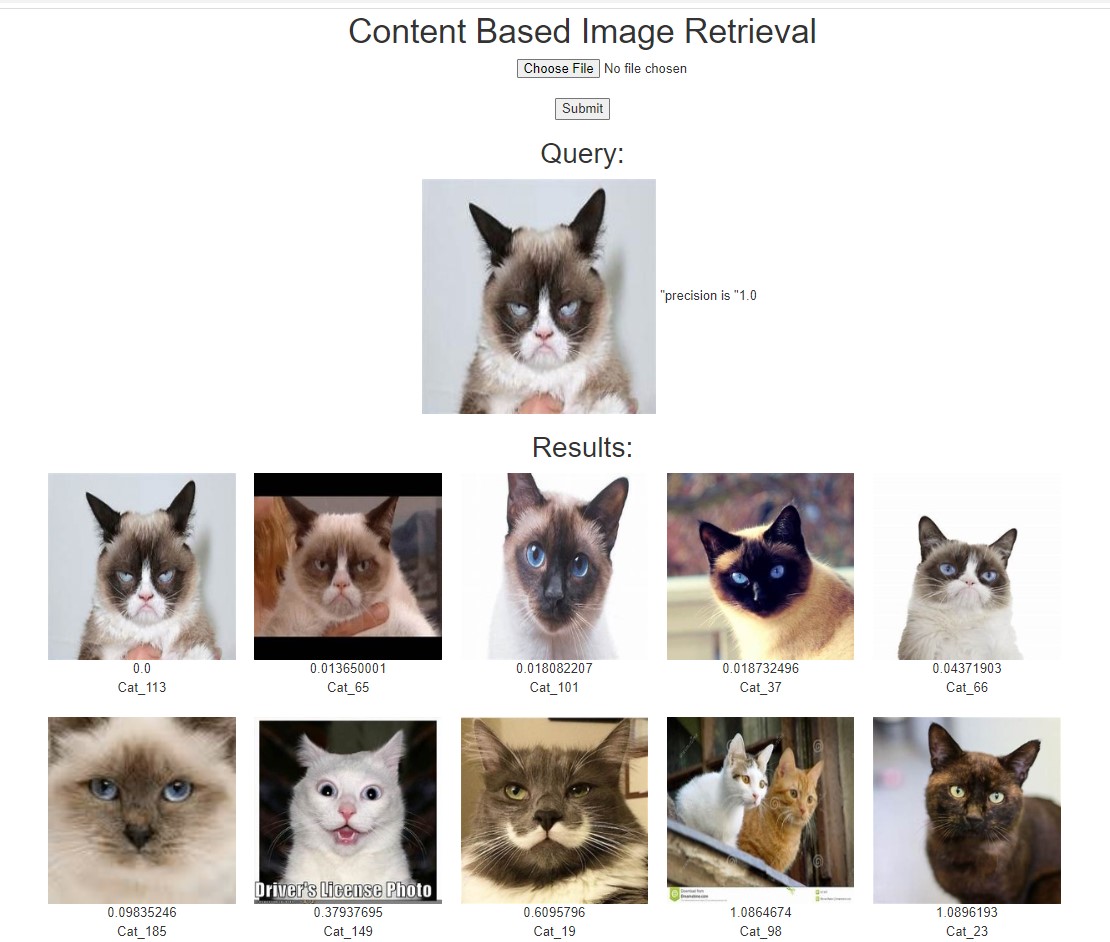 Content Based Image Retrieval
Choose File No file chosen
Submit
Query:
"precision is "1.0
Results:
0.0
Cat_113
0.013650001
Cat_65
0.018082207
Cat_101
0.018732496
Cat_37
0.04371903
Cat_66
Driver's License Photo
0.09835246
Cat_185
0.37937695
Cat_149
0.6095796
Cat_19
1.0864674
Cat_98
1.0896193
Cat_23